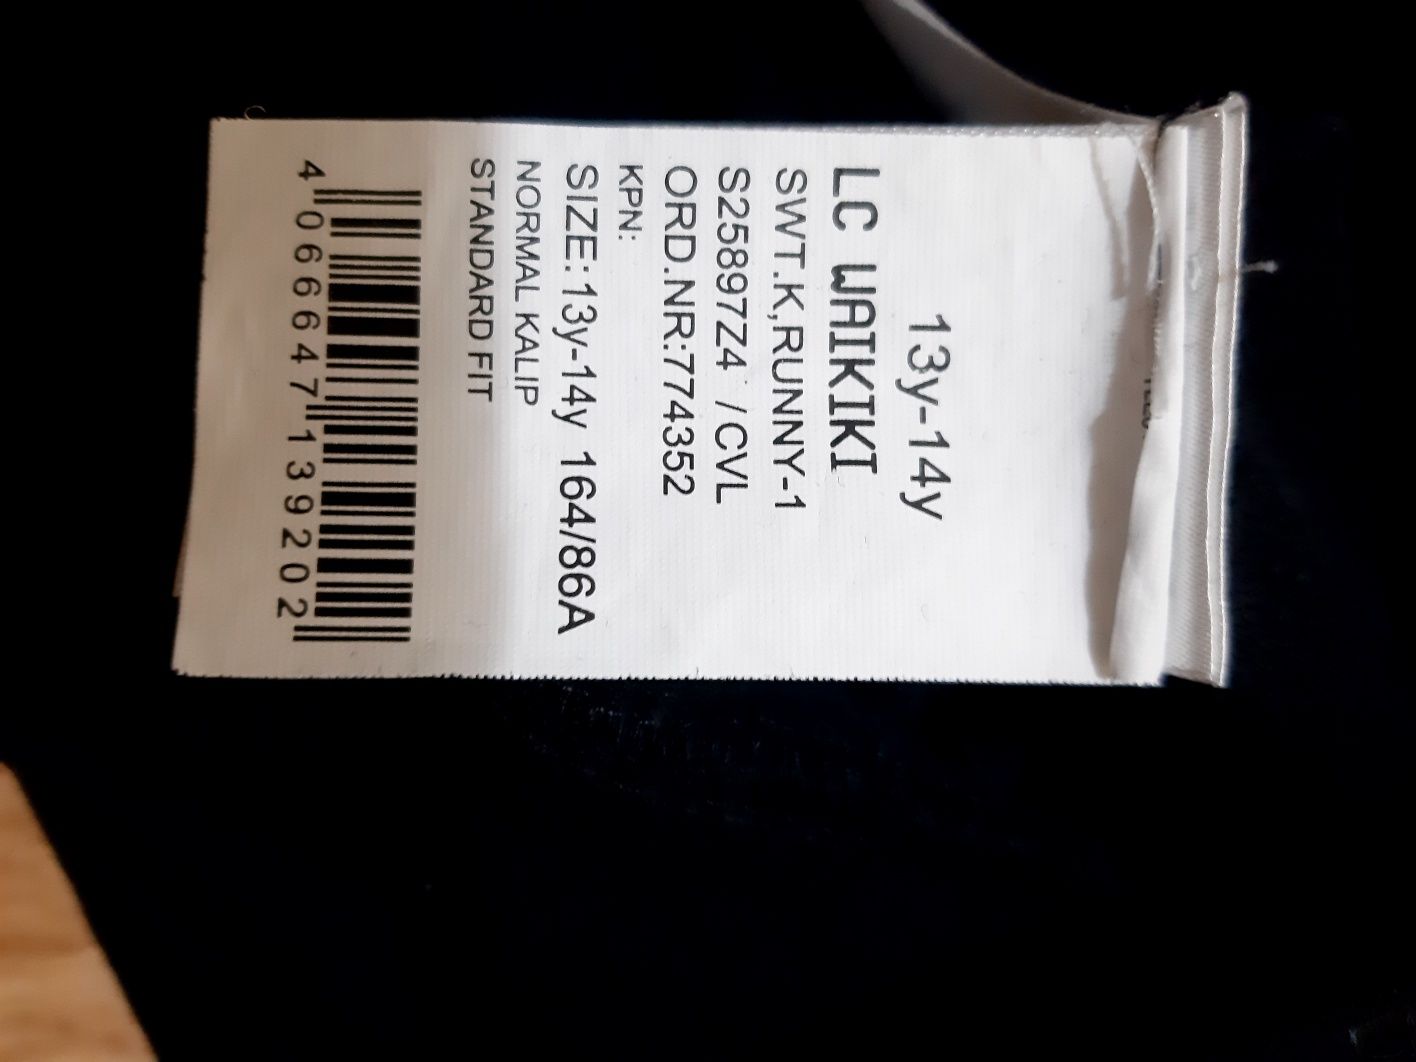 13y-14y
LC WAIKIKI
SWT.K,RUNNY-1
S25897Z4 /CVL
ORD.NR:774352
KPN:
SIZE:13y-14y 164/86A
NORMAL KALIP
STANDARD FIT
4 066647 139202